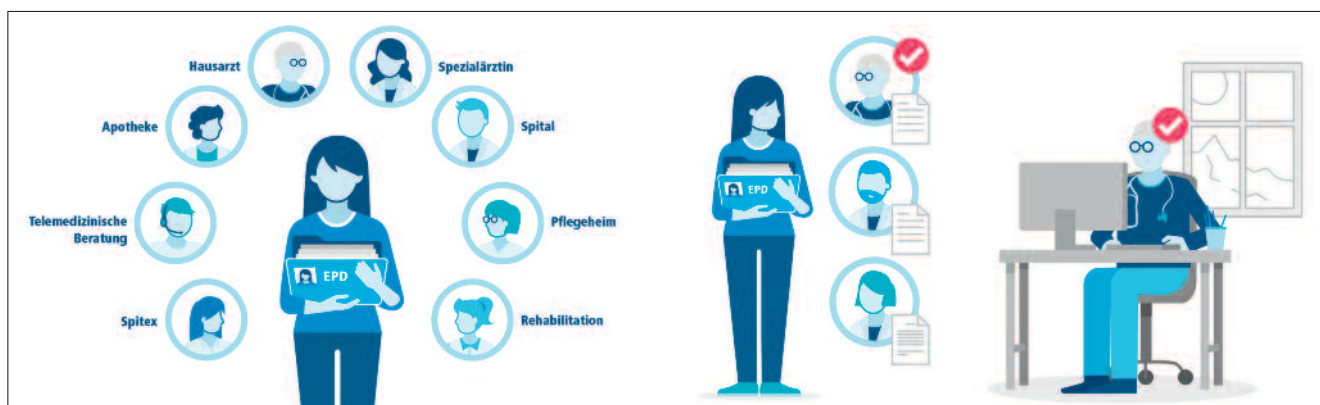 Hausarzt
Spezialärztin
Apotheke
Spital
Telemedizinische
Beratung
Pflegeheim
Spitex
Rehabilitation
EPD
EPD